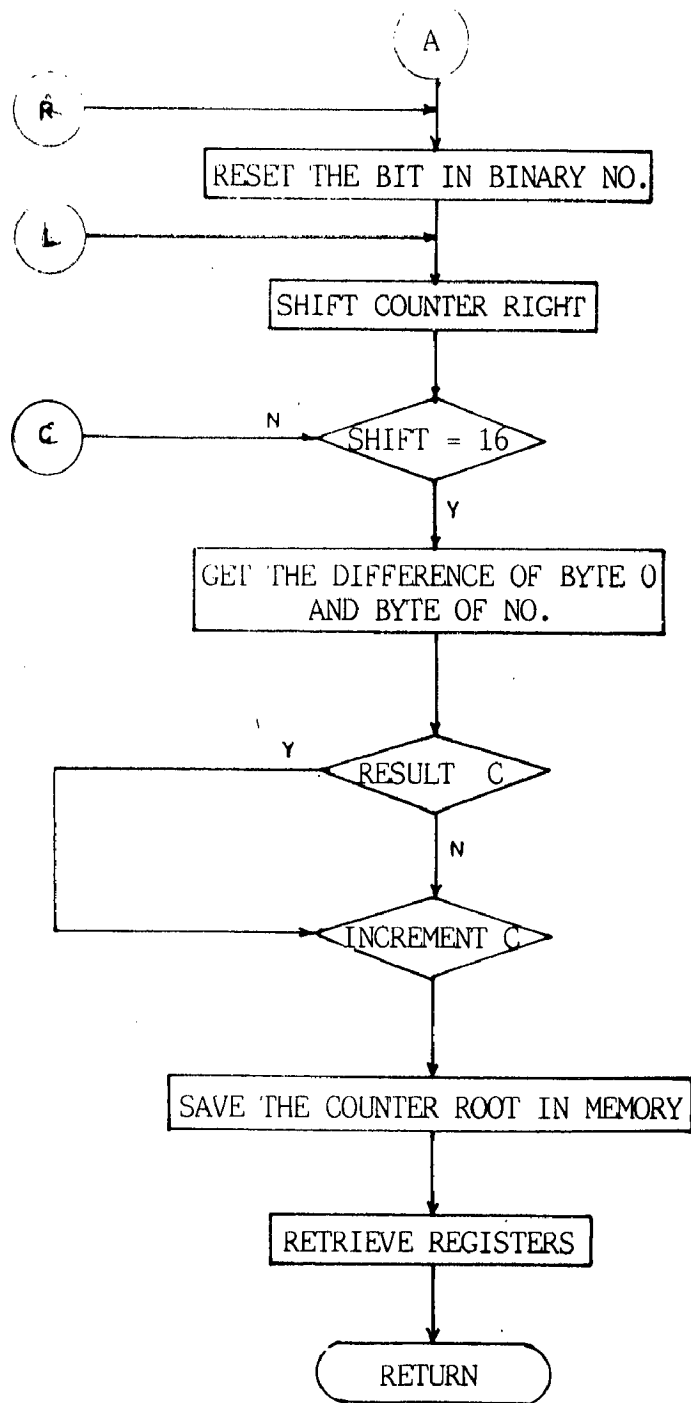 A
R
RESET THE BIT IN BINARY NO.
L
SHIFT COUNTER RIGHT
C
N
SHIFT = 16
Y
GET THE DIFFERENCE OF BYTE 0
AND BYTE OF NO.
Y
RESULT C
N
INCREMENT C
SAVE THE COUNTER ROOT IN MEMORY
RETRIEVE REGISTERS
RETURN